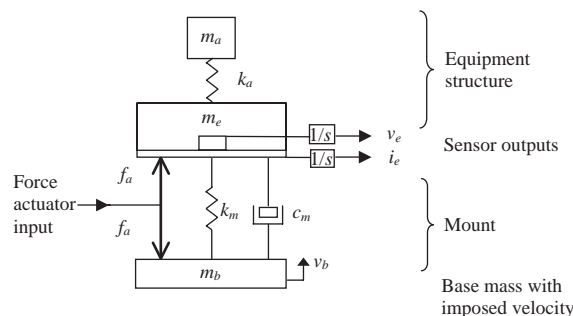 m_a
k_a
Equipment
structure
m_e
1/s
v_e
Sensor outputs
1/s
i_e
Force
actuator
input
f_a
f_a
k_m
c_m
Mount
m_b
v_b
Base mass with
imposed velocity